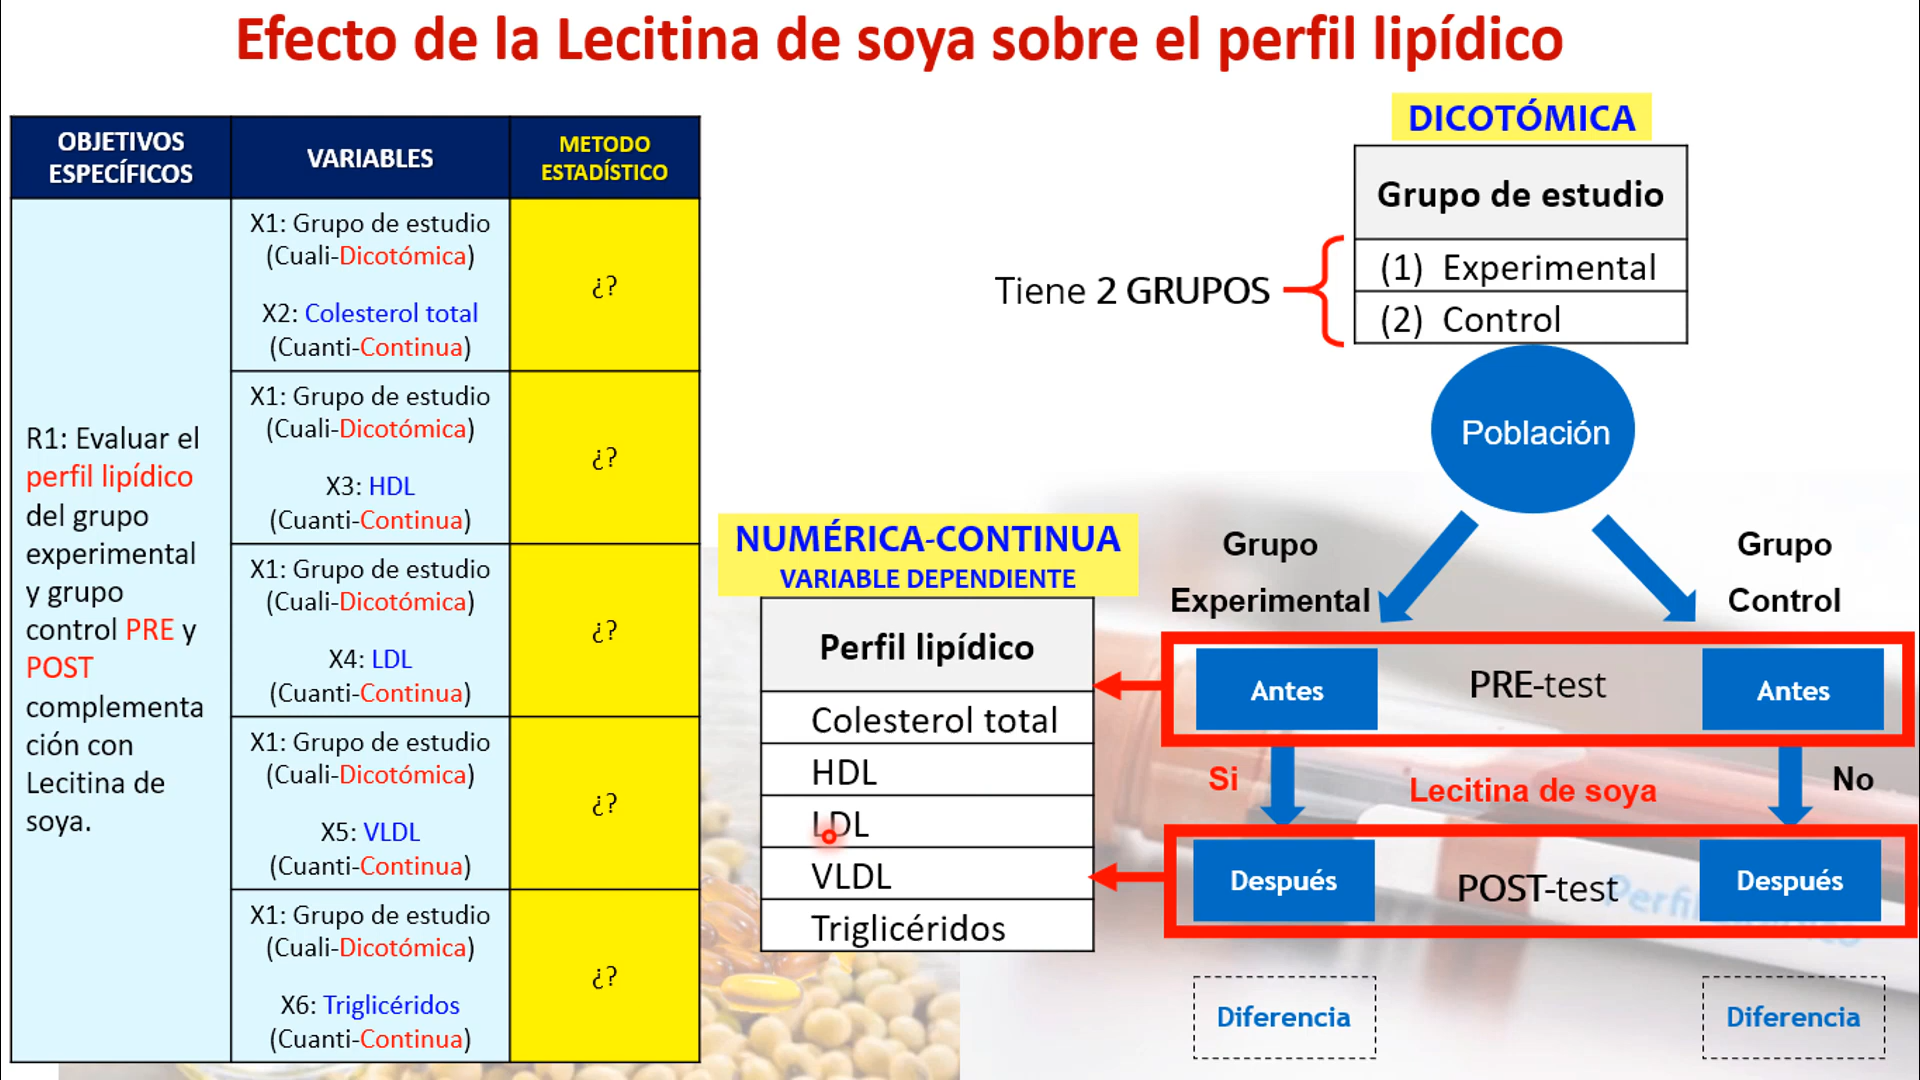 Efecto de la Lecitina de soya sobre el perfil lipídico
OBJETIVOS
ESPECÍFICOS
VARIABLES
METODO
ESTADÍSTICO
R1: Evaluar el
perfil lipídico
del grupo
experimental
y grupo
control PRE y
POST
complementa
ción con
Lecitina de
soya.
X1: Grupo de estudio
(Cuali-Dicotómica)
X2: Colesterol total
(Cuanti-Continua)
¿?
X1: Grupo de estudio
(Cuali-Dicotómica)
X3: HDL
(Cuanti-Continua)
¿?
X1: Grupo de estudio
(Cuali-Dicotómica)
X4: LDL
(Cuanti-Continua)
¿?
X1: Grupo de estudio
(Cuali-Dicotómica)
X5: VLDL
(Cuanti-Continua)
¿?
X1: Grupo de estudio
(Cuali-Dicotómica)
X6: Triglicéridos
(Cuanti-Continua)
¿?
DICOTÓMICA
Grupo de estudio
(1) Experimental
(2) Control
Tiene 2 GRUPOS
Población
NUMÉRICA-CONTINUA
VARIABLE DEPENDIENTE
Perfil lipídico
Colesterol total
HDL
LDL
VLDL
Triglicéridos
Grupo
Experimental
Grupo
Control
Antes
PRE-test
Antes
Si
Lecitina de soya
No
Después
POST-test
Después
Diferencia
Diferencia